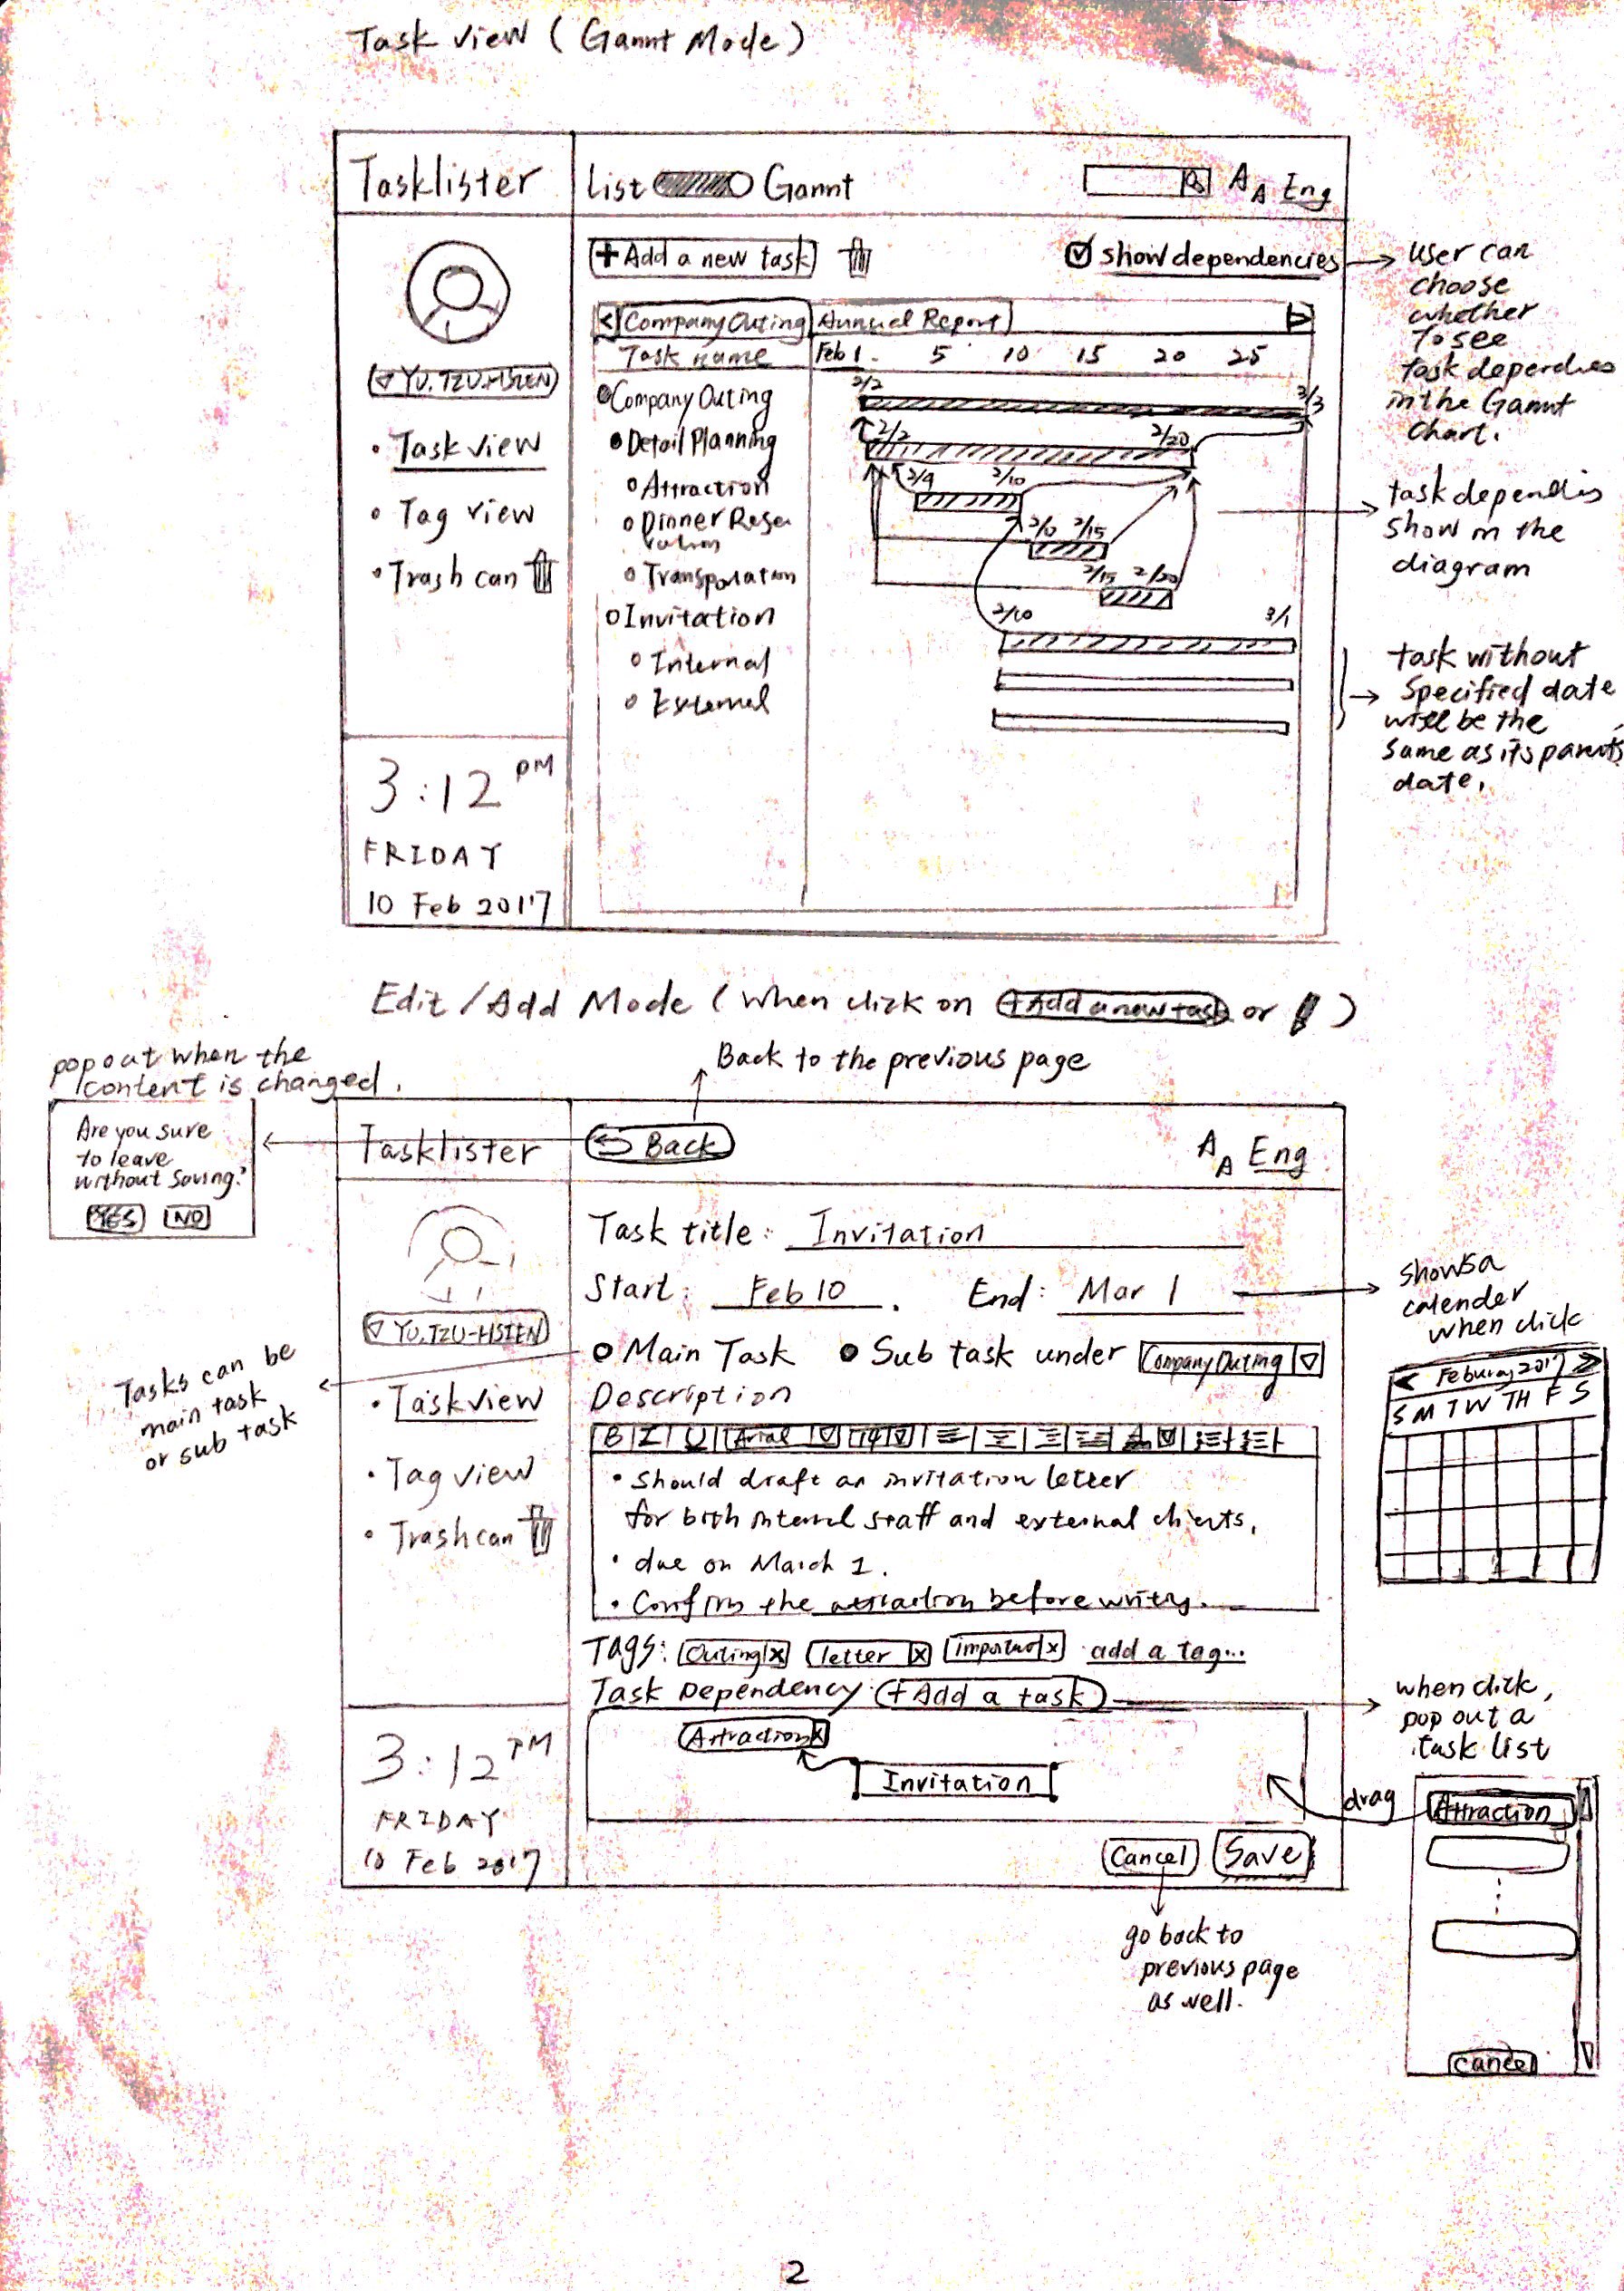 Task view ( Gannt Mode )
Tasklister
List Gannt
A A Eng
+ Add a new task
show dependencies
user can
choose
whether
To see
task
in the Gannt
chart.
YU, TZU-HSIEN
• Task view
• Tag view
• Trash can
< Company Outing Annual Report >
Task name Feb 1 5 10 15 20 25
Company Outing 2/2 3/3
Detail Planning 2/2 2/20
Attraction 2/9 2/10
Dinner Reser
vation 2/10 2/15
Transportation 2/15 2/20
Invitation 2/10 3/1
Internal
External
task
show in the
diagram
task without
specified date
will be the
same as its parents
date.
3:12 PM
FRIDAY
10 Feb 2017
Edit / Add Mode ( when click on + Add a new task or )
pop out when the
content is changed.
Back to the previous page
Are you sure
to leave
without saving?
YES NO
Tasklister
Back
A A Eng
YU, TZU-HSIEN
• Task view
• Tag view
• Trash can
Task title: Invitation
Start: Feb 10 . End: Mar 1
shows a
calender
when click
Main Task Sub task under Company Outing
Tasks can be
main task
or sub task
< 2017 >
S M T W TH F S
Description
B I U Arial 14 A
• should draft an invitation letter
for both internal staff and external clients.
• due on March 1.
• Confirm the attraction before writing.
Tags: Outing x letter x x add a tag...
Task Dependency: + Add a task
when click,
pop out a
task list
Attraction x
Invitation
drag
Attraction
cancel
Cancel Save
go back to
previous page
as well.
3:12 PM
FRIDAY
10 Feb 2017
2